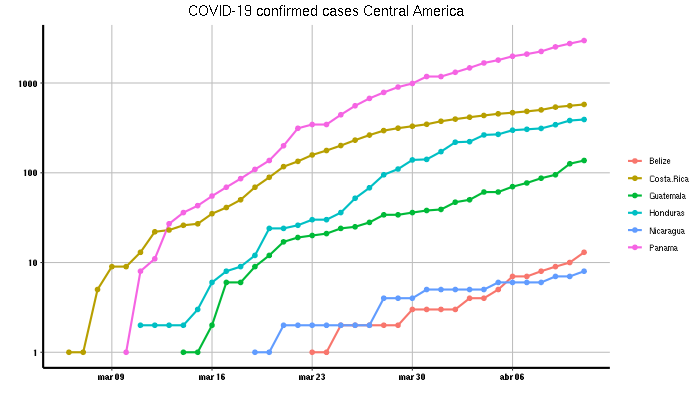 COVID-19 confirmed cases Central America
1000
100
10
1
mar 09
mar 16
mar 23
mar 30
abr 06
Belize
Costa.Rica
Guatemala
Honduras
Nicaragua
Panama